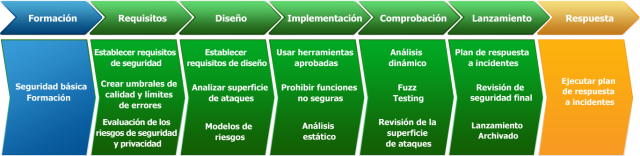 Formación
Requisitos
Diseño
Implementación
Comprobación
Lanzamiento
Respuesta
Seguridad básica
Formación
Establecer requisitos
de seguridad
Crear umbrales de
calidad y límites
de errores
Evaluación de los
riesgos de seguridad
y privacidad
Establecer
requisitos de diseño
Analizar superficie
de ataques
Modelos de
riesgos
Usar herramientas
aprobadas
Prohibir funciones
no seguras
Análisis
estático
Análisis
dinámico
Fuzz
Testing
Revisión de la
superficie
de ataques
Plan de respuesta
a incidentes
Revisión de
seguridad final
Lanzamiento
Archivado
Ejecutar plan
de respuesta
a incidentes